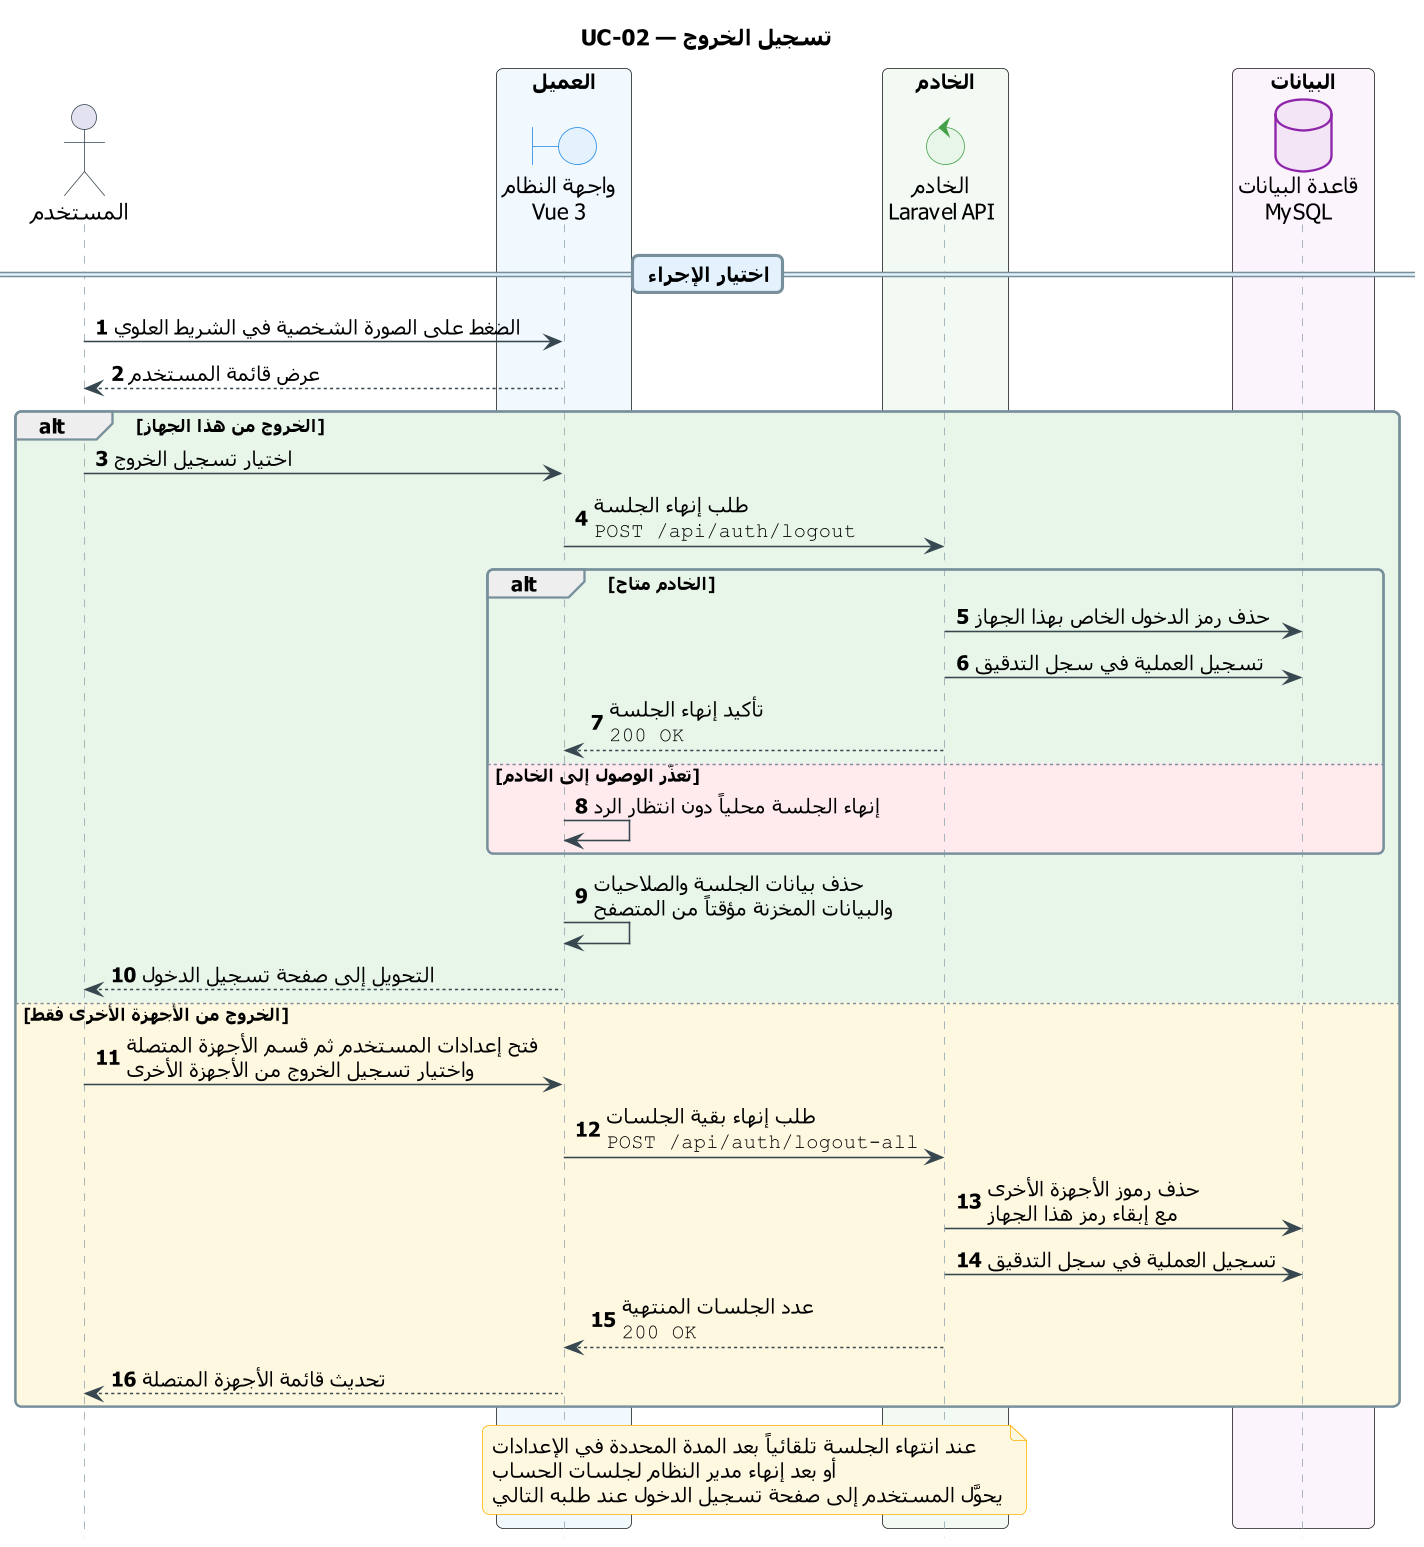 UC-02 — تسجيل الخروج
العميل
الخادم
البيانات
المستخدم
واجهة النظام
Vue 3
الخادم
Laravel API
قاعدة البيانات
MySQL
اختيار الإجراء
1 الضغط على الصورة الشخصية في الشريط العلوي
2 عرض قائمة المستخدم
alt [الخروج من هذا الجهاز]
3 اختيار تسجيل الخروج
4 طلب إنهاء الجلسة
POST /api/auth/logout
alt [الخادم متاح]
5 حذف رمز الدخول الخاص بهذا الجهاز
6 تسجيل العملية في سجل التدقيق
7 تأكيد إنهاء الجلسة
200 OK
[تعذّر الوصول إلى الخادم]
8 إنهاء الجلسة محلياً دون انتظار الرد
9 حذف بيانات الجلسة والصلاحيات
والبيانات المخزنة مؤقتاً من المتصفح
10 التحويل إلى صفحة تسجيل الدخول
[الخروج من الأجهزة الأخرى فقط]
11 فتح إعدادات المستخدم ثم قسم الأجهزة المتصلة
واختيار تسجيل الخروج من الأجهزة الأخرى
12 طلب إنهاء بقية الجلسات
POST /api/auth/logout-all
13 حذف رموز الأجهزة الأخرى
مع إبقاء رمز هذا الجهاز
14 تسجيل العملية في سجل التدقيق
15 عدد الجلسات المنتهية
200 OK
16 تحديث قائمة الأجهزة المتصلة
عند انتهاء الجلسة تلقائياً بعد المدة المحددة في الإعدادات
أو بعد إنهاء مدير النظام لجلسات الحساب
يحوَّل المستخدم إلى صفحة تسجيل الدخول عند طلبه التالي